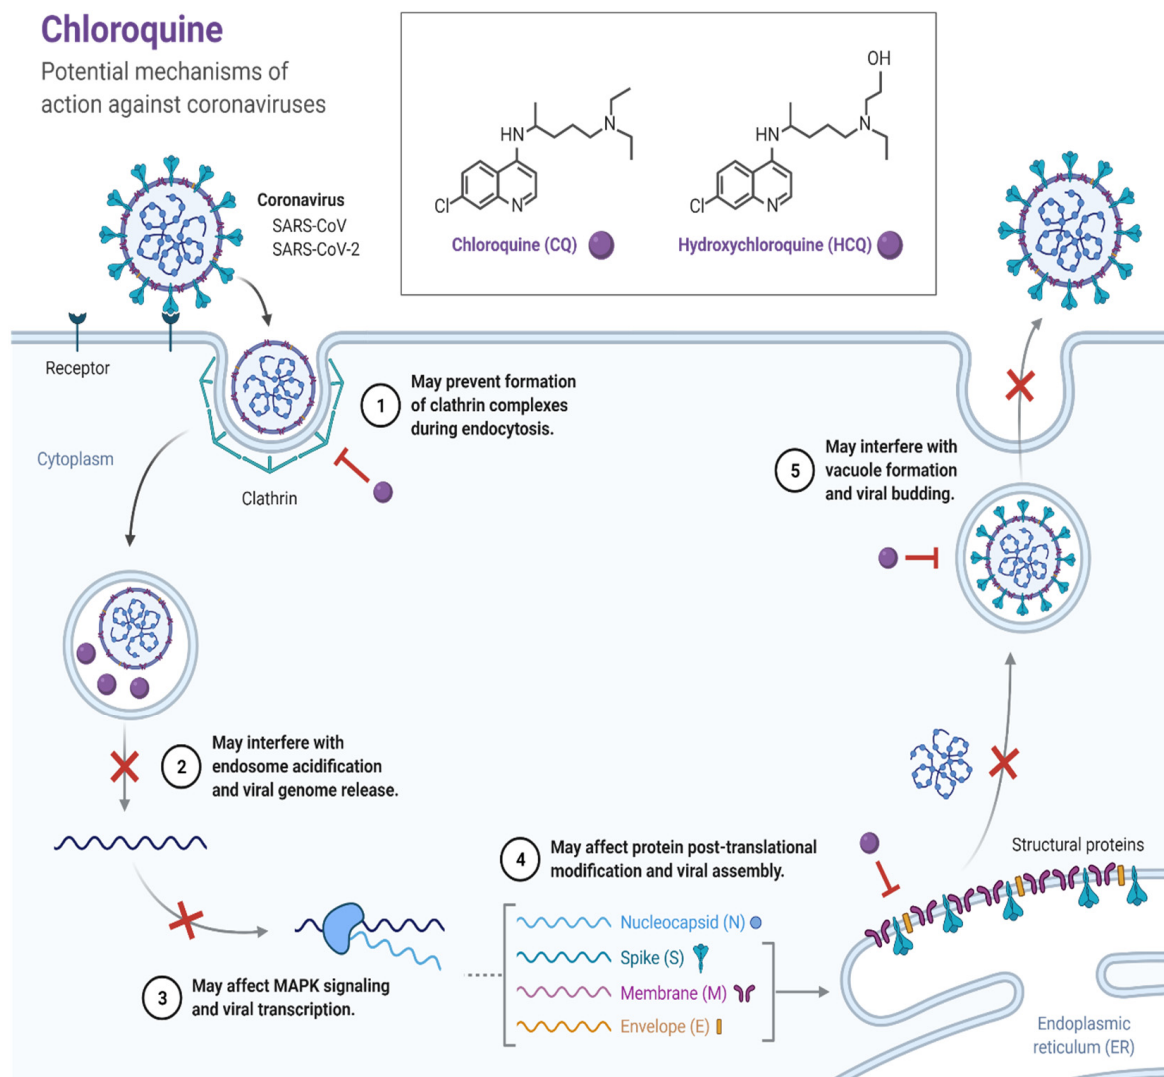 Chloroquine
Potential mechanisms of
action against coronaviruses
OH
HN
N
Cl
N
Chloroquine (CQ)
HN
N
Cl
N
Hydroxychloroquine (HCQ)
Coronavirus
SARS-CoV
SARS-CoV-2
Receptor
Cytoplasm
Clathrin
1
May prevent formation
of clathrin complexes
during endocytosis.
2
May interfere with
endosome acidification
and viral genome release.
3
May affect MAPK signaling
and viral transcription.
4
May affect protein post-translational
modification and viral assembly.
Nucleocapsid (N)
Spike (S)
Membrane (M)
Envelope (E)
5
May interfere with
vacuole formation
and viral budding.
Structural proteins
Endoplasmic
reticulum (ER)